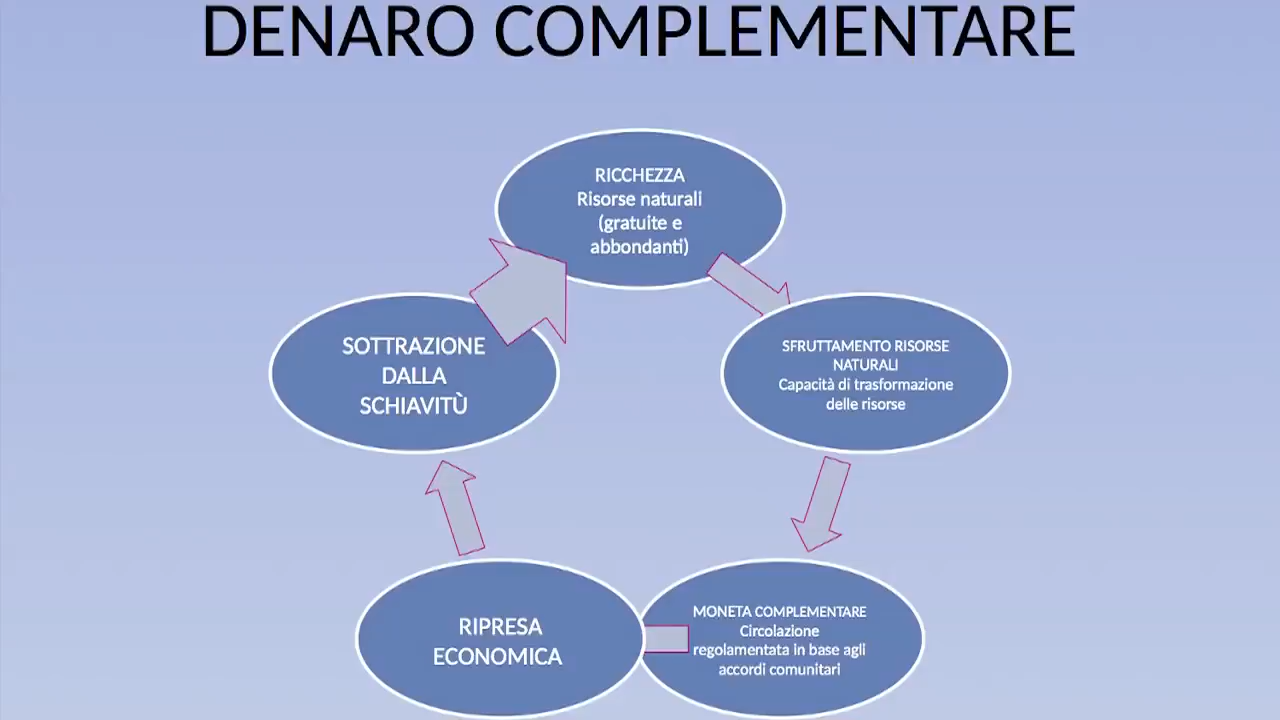 DENARO COMPLEMENTARE
RICCHEZZA
Risorse naturali
(gratuite e
abbondanti)
SFRUTTAMENTO RISORSE
NATURALI
Capacità di trasformazione
delle risorse
MONETA COMPLEMENTARE
Circolazione
regolamentata in base agli
accordi comunitari
RIPRESA
ECONOMICA
SOTTRAZIONE
DALLA
SCHIAVITÙ